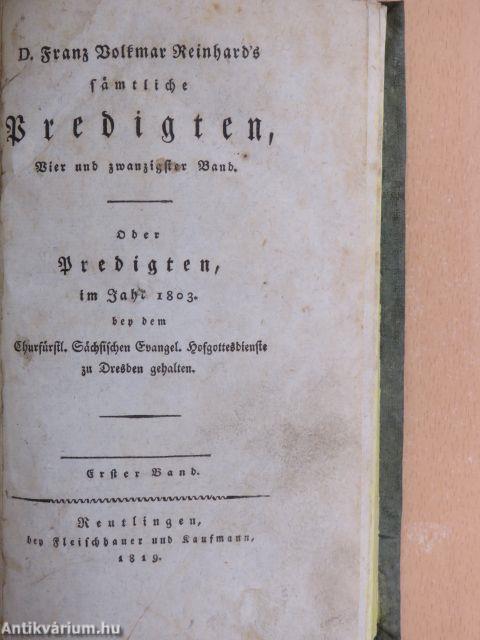 D. Franz Volkmar Reinhard's
sämtliche
Predigten,
Vier und zwanzigster Band.
Oder
Predigten,
im Jahr 1803.
bey dem
Churfürstl. Sächsischen Evangel. Hofgottesdienste
zu Dresden gehalten.
Erster Band.
Reutlingen,
bey Fleischhauer und Kaufmann,
1819.
Antikvárium.hu